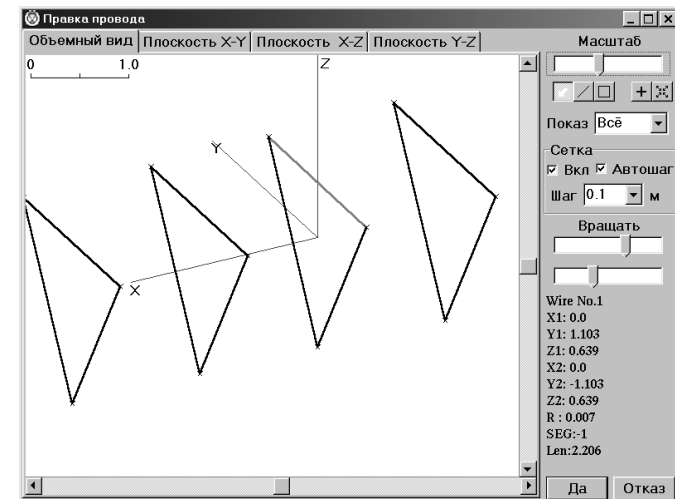 Правка провода
Объемный вид Плоскость X-Y Плоскость X-Z Плоскость Y-Z
Масштаб
0 1.0
Z
Y
X
Показ Всё
Сетка
Вкл Автошаг
Шаг 0.1 м
Вращать
Wire No.1
X1: 0.0
Y1: 1.103
Z1: 0.639
X2: 0.0
Y2: -1.103
Z2: 0.639
R : 0.007
SEG:-1
Len:2.206
Да Отказ